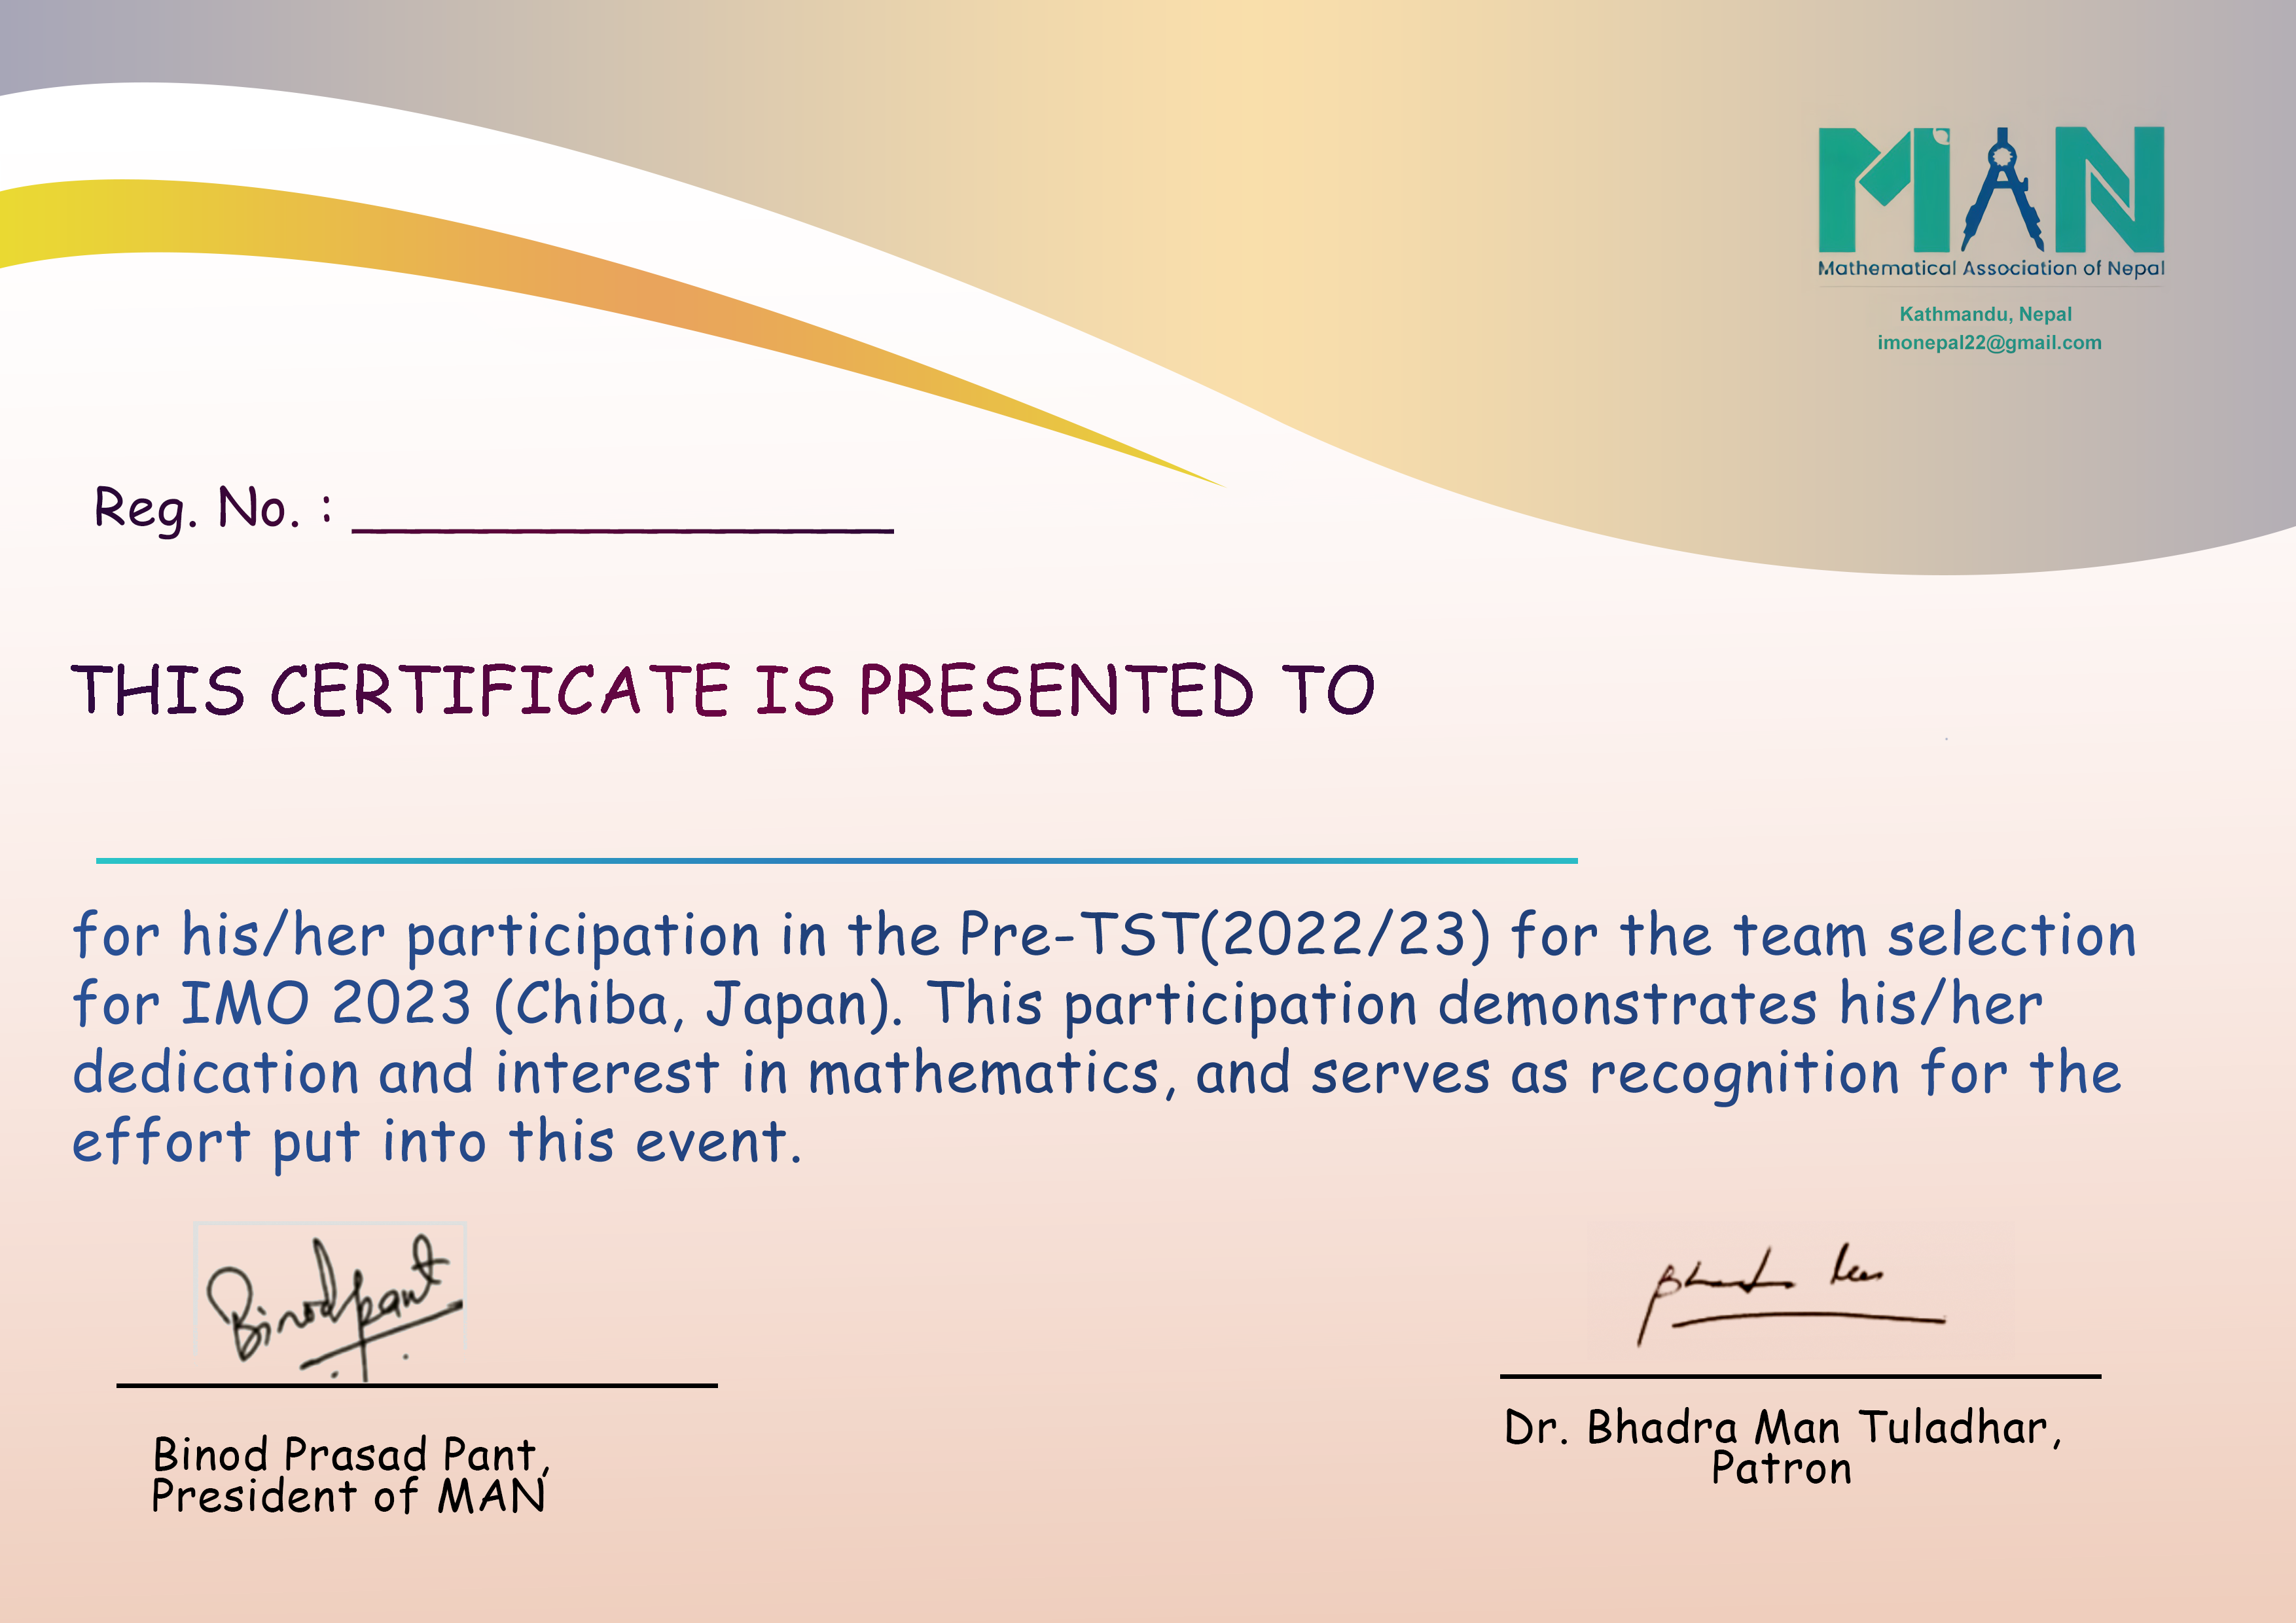 MAN
Mathematical Association of Nepal
Kathmandu, Nepal
imonepal22@gmail.com
Reg. No. : ____________________
THIS CERTIFICATE IS PRESENTED TO
for his/her participation in the Pre-TST(2022/23) for the team selection
for IMO 2023 (Chiba, Japan). This participation demonstrates his/her
dedication and interest in mathematics, and serves as recognition for the
effort put into this event.
Binod pant
Binod Prasad Pant,
President of MAN
Dr. Bhadra Man Tuladhar,
Patron